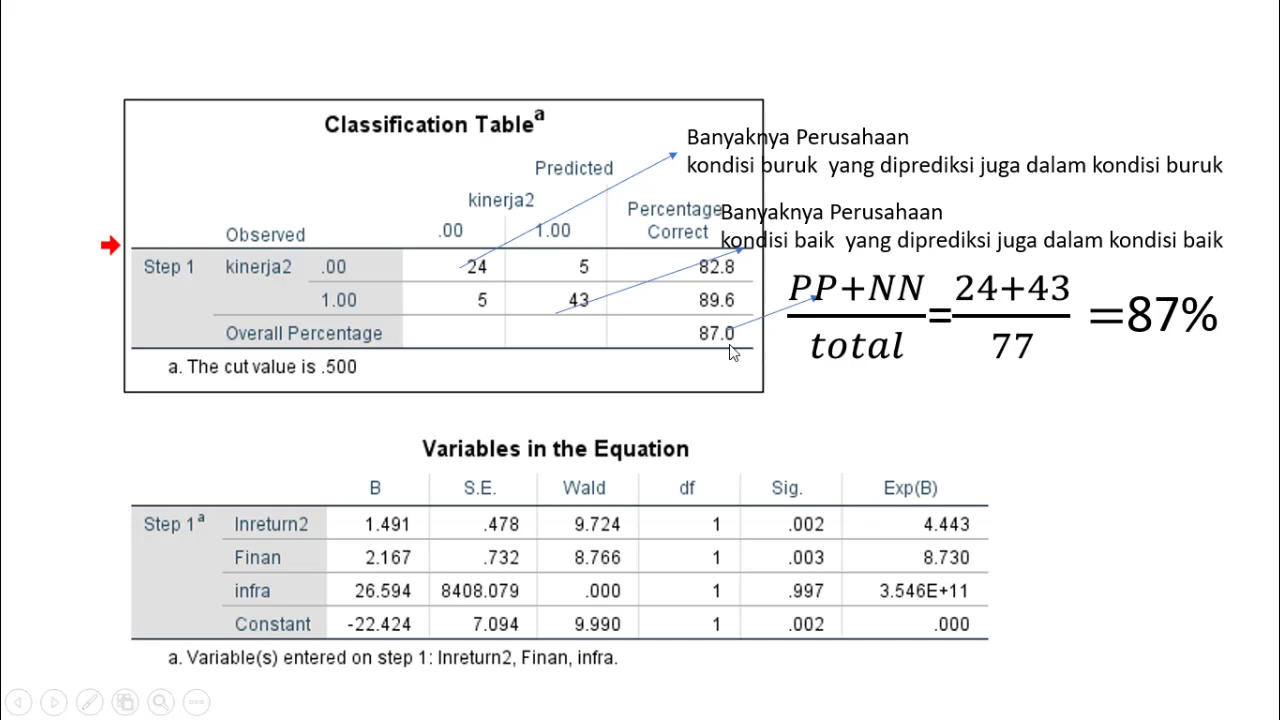 Classification Tableᵃ
Banyaknya Perusahaan
kondisi buruk yang diprediksi juga dalam kondisi buruk
Predicted
kinerja2
Percentage Correct
Banyaknya Perusahaan
kondisi baik yang diprediksi juga dalam kondisi baik
Observed .00 1.00
Step 1 kinerja2 .00 24 5 82.8
1.00 5 43 89.6
Overall Percentage 87.0
a. The cut value is .500
PP+NN/total = 24+43/77 =87%
Variables in the Equation
B S.E. Wald df Sig. Exp(B)
Step 1ᵃ lnreturn2 1.491 .478 9.724 1 .002 4.443
Finan 2.167 .732 8.766 1 .003 8.730
infra 26.594 8408.079 .000 1 .997 3.546E+11
Constant -22.424 7.094 9.990 1 .002 .000
a. Variable(s) entered on step 1: lnreturn2, Finan, infra.